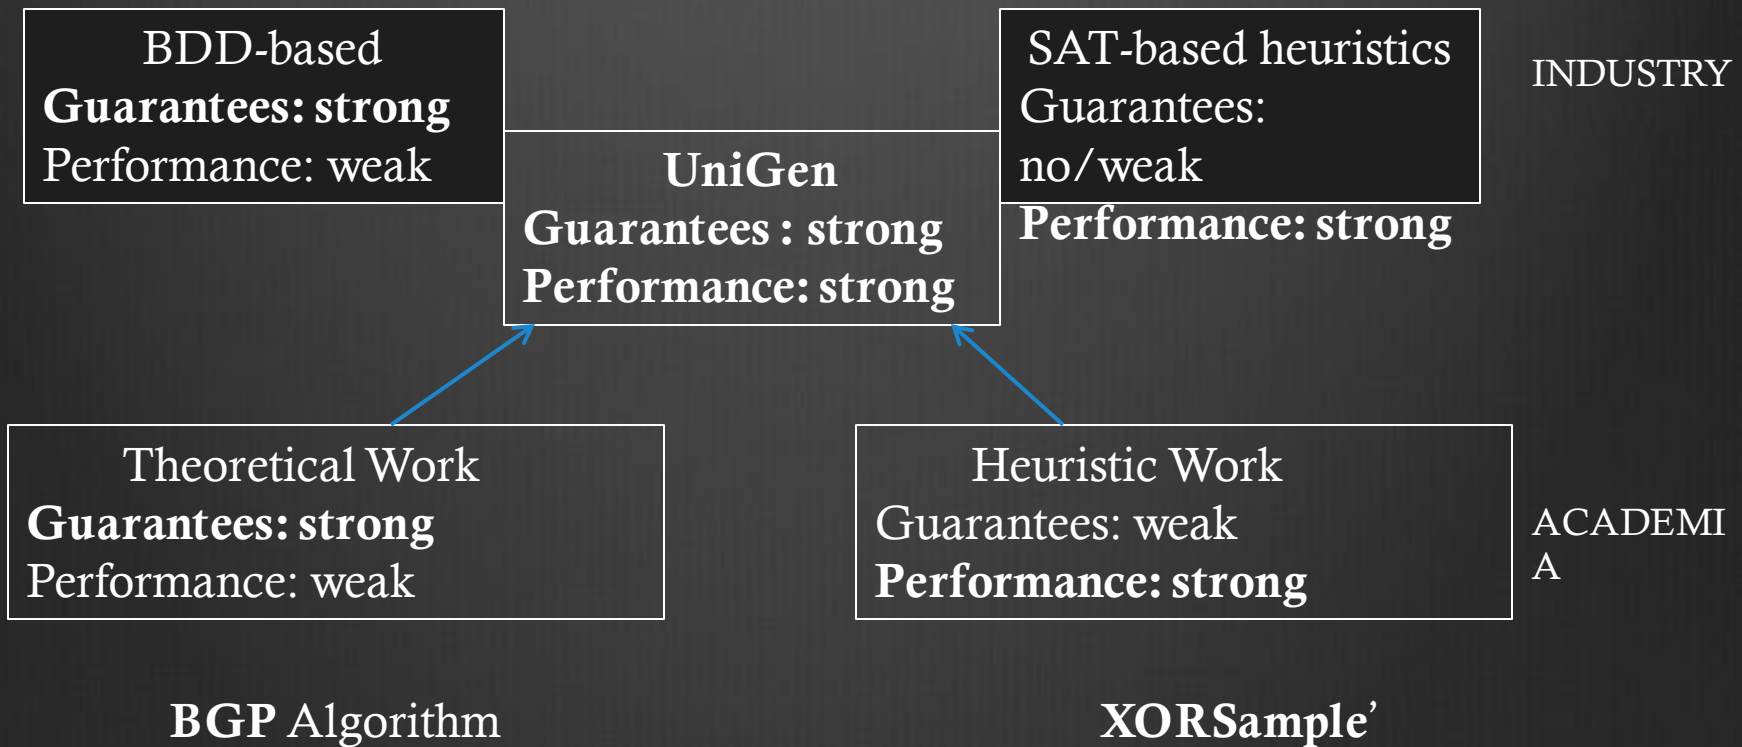 BDD-based
Guarantees: strong
Performance: weak
SAT-based heuristics
Guarantees:
no/weak
Performance: strong
INDUSTRY
UniGen
Guarantees : strong
Performance: strong
Theoretical Work
Guarantees: strong
Performance: weak
Heuristic Work
Guarantees: weak
Performance: strong
ACADEMI
A
BGP Algorithm
XORSample’